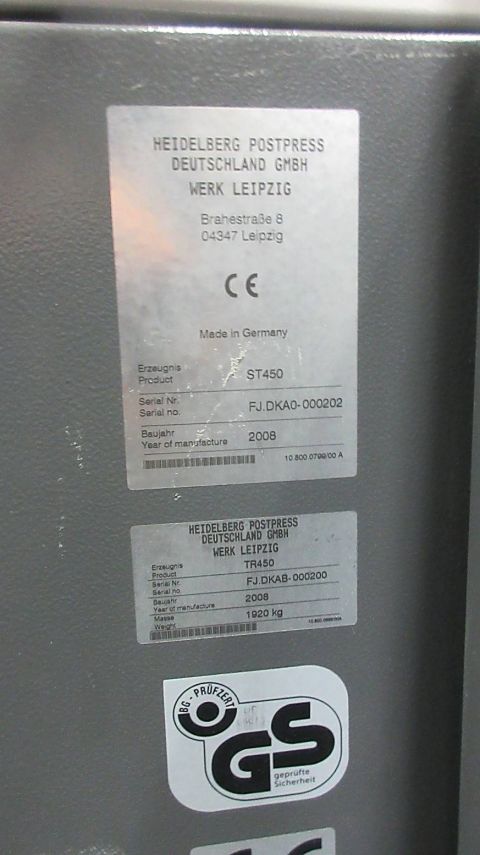 HEIDELBERG POSTPRESS
DEUTSCHLAND GMBH
WERK LEIPZIG
Brahestraße 8
04347 Leipzig
CE
Made in Germany
Erzeugnis
Product ST450
Serial Nr.
Serial no. FJ.DKA0-000202
Baujahr
Year of manufacture 2008
10.800.0799/00 A
HEIDELBERG POSTPRESS
DEUTSCHLAND GMBH
WERK LEIPZIG
Erzeugnis
Product TR450
Serial Nr.
Serial no. FJ.DKAB-000200
Baujahr
Year of manufacture 2008
Masse
Weight 1920 kg
BG - PRÜFZERT
GS
geprüfte
Sicherheit